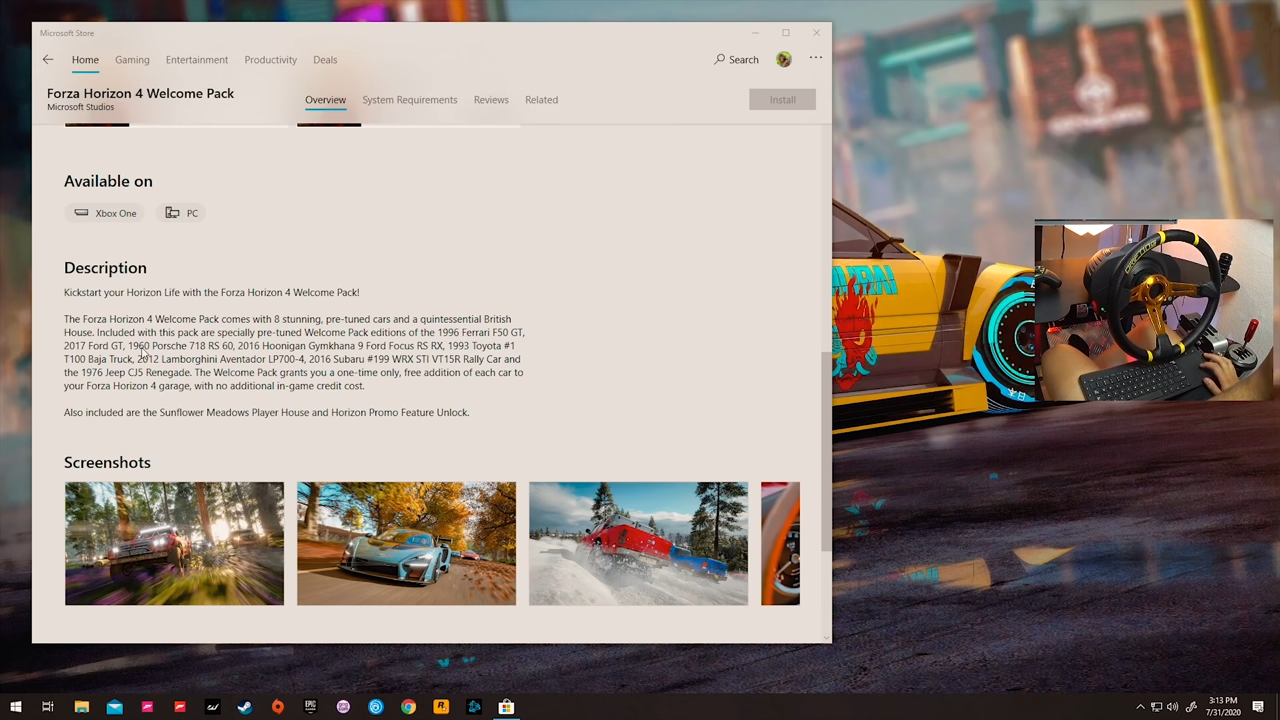 Microsoft Store
Home Gaming Entertainment Productivity Deals Search
Forza Horizon 4 Welcome Pack
Microsoft Studios
Overview System Requirements Reviews Related Install
Available on
Xbox One PC
Description
Kickstart your Horizon Life with the Forza Horizon 4 Welcome Pack!
The Forza Horizon 4 Welcome Pack comes with 8 stunning, pre-tuned cars and a quintessential British
House. Included with this pack are specially pre-tuned Welcome Pack editions of the 1996 Ferrari F50 GT,
2017 Ford GT, 1960 Porsche 718 RS 60, 2016 Hoonigan Gymkhana 9 Ford Focus RS RX, 1993 Toyota #1
T100 Baja Truck, 2012 Lamborghini Aventador LP700-4, 2016 Subaru #199 WRX STI VT15R Rally Car and
the 1976 Jeep CJ5 Renegade. The Welcome Pack grants you a one-time only, free addition of each car to
your Forza Horizon 4 garage, with no additional in-game credit cost.
Also included are the Sunflower Meadows Player House and Horizon Promo Feature Unlock.
Screenshots
EPIC
3:13 PM
7/31/2020